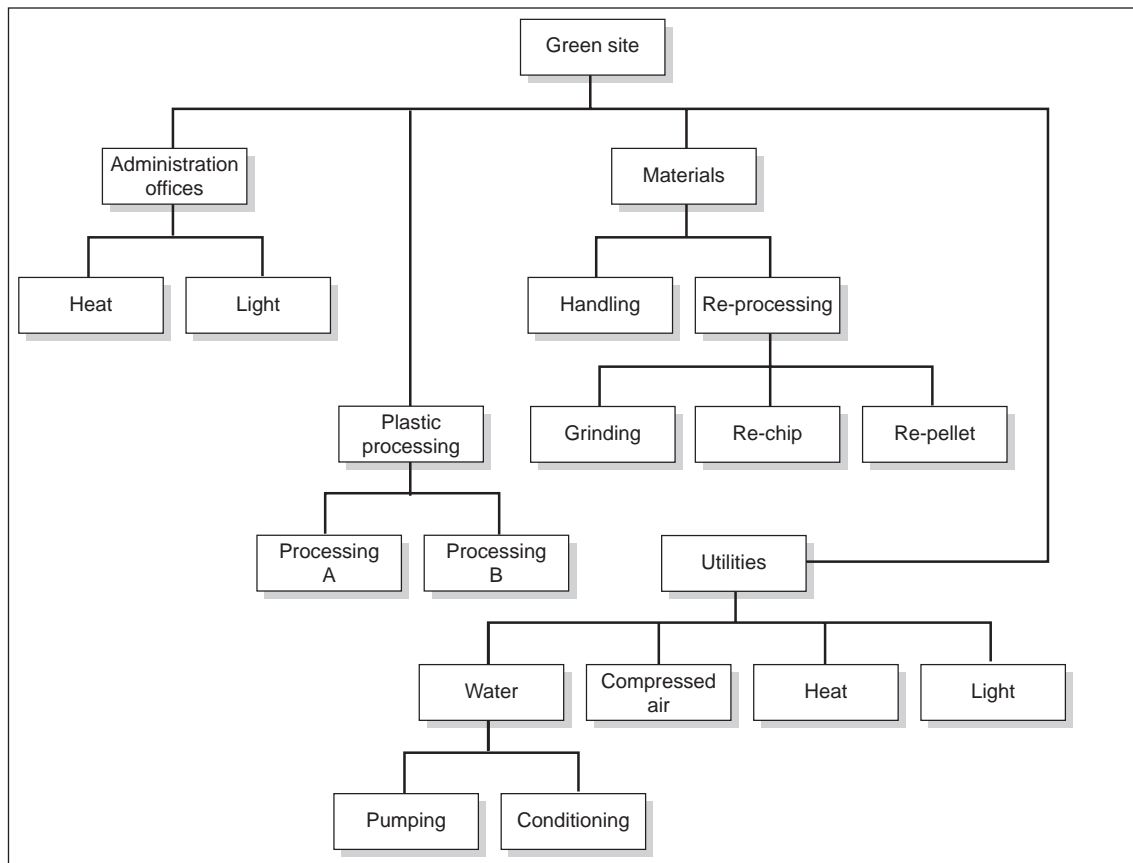 Green site
Administration
offices
Materials
Heat
Light
Handling
Re-processing
Plastic
processing
Grinding
Re-chip
Re-pellet
Processing
A
Processing
B
Utilities
Water
Compressed
air
Heat
Light
Pumping
Conditioning